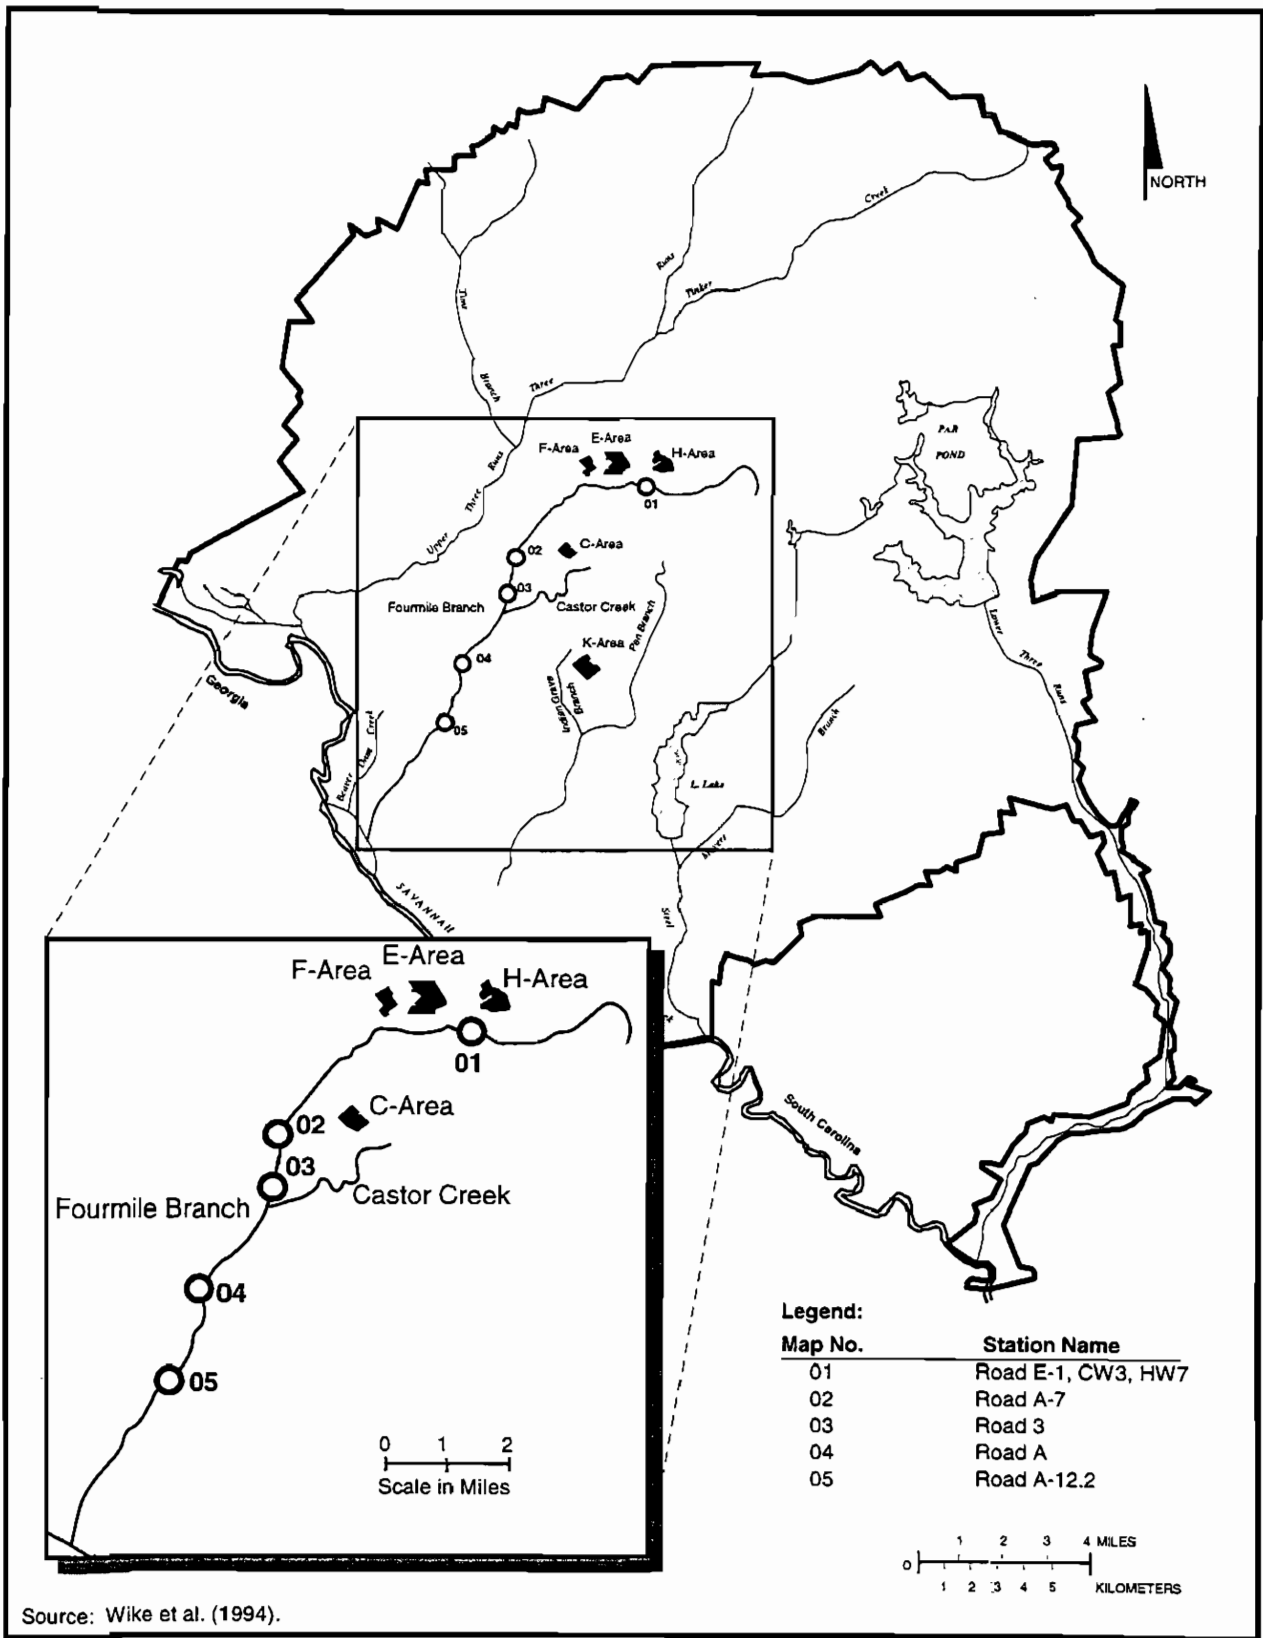 NORTH
Creek
Runs
Tinker
Tims
Branch
Three
PAR
POND
E-Area
F-Area
H-Area
Runs
Three
Upper
01
02
C-Area
03
Fourmile Branch
Castor Creek
Pen Branch
K-Area
04
Indian Grave
Branch
05
Lower
Three
Runs
Georgia
Beaver Dam Creek
Branch
L. Lake
Meyers
SAVANNAH
Steel
E-Area
F-Area
H-Area
01
C-Area
02
03
Castor Creek
Fourmile Branch
04
05
0 1 2
Scale in Miles
South Carolina
Legend:
Map No. Station Name
01 Road E-1, CW3, HW7
02 Road A-7
03 Road 3
04 Road A
05 Road A-12.2
1 2 3 4 MILES
0
1 2 3 4 5 KILOMETERS
Source: Wike et al. (1994).